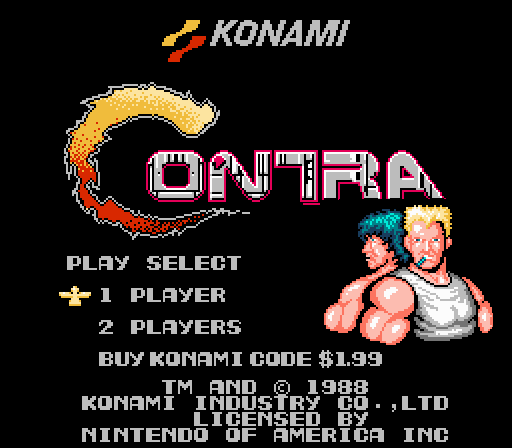 KONAMI
CONTRA
PLAY SELECT
1 PLAYER
2 PLAYERS
BUY KONAMI CODE $1.99
TM AND © 1988
KONAMI INDUSTRY CO.,LTD
LICENSED BY
NINTENDO OF AMERICA INC